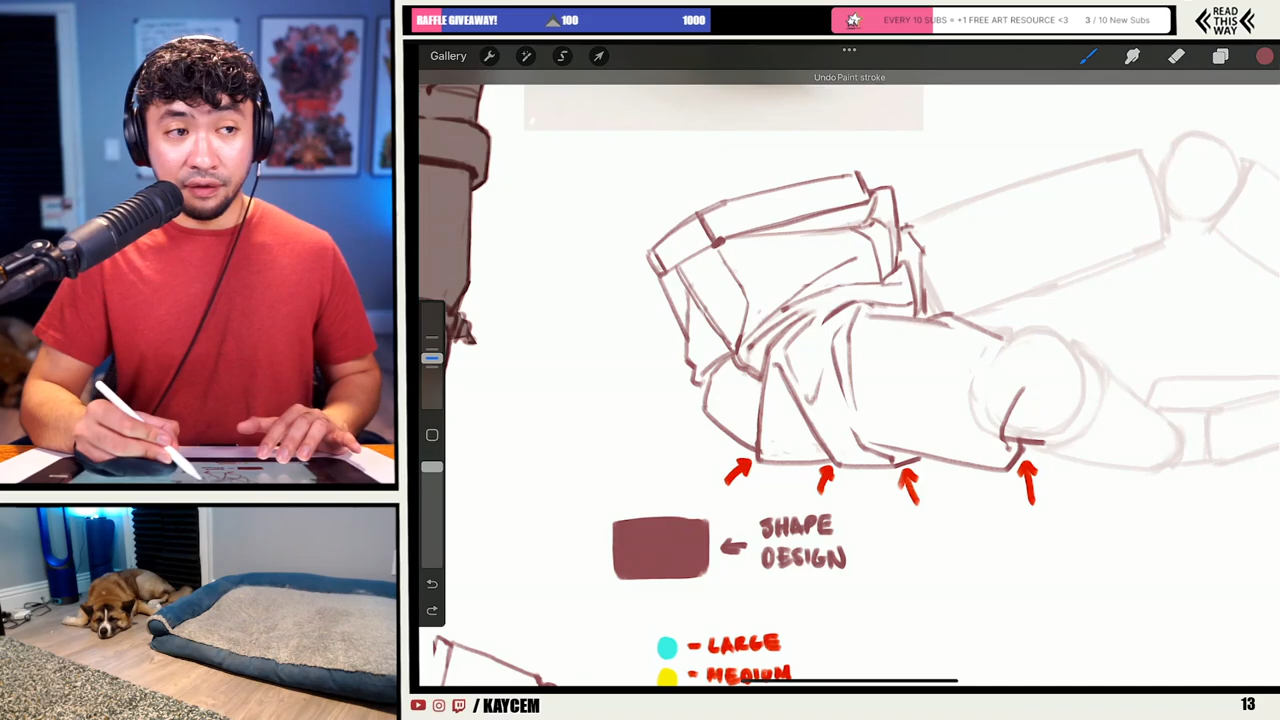 RAFFLE GIVEAWAY!
100
1000
EVERY 10 SUBS = +1 FREE ART RESOURCE <3
3 / 10 New Subs
READ
THIS
WAY
Gallery
Undo Paint stroke
SHAPE
DESIGN
- LARGE
- MEDIUM
/ KAYCEM
13